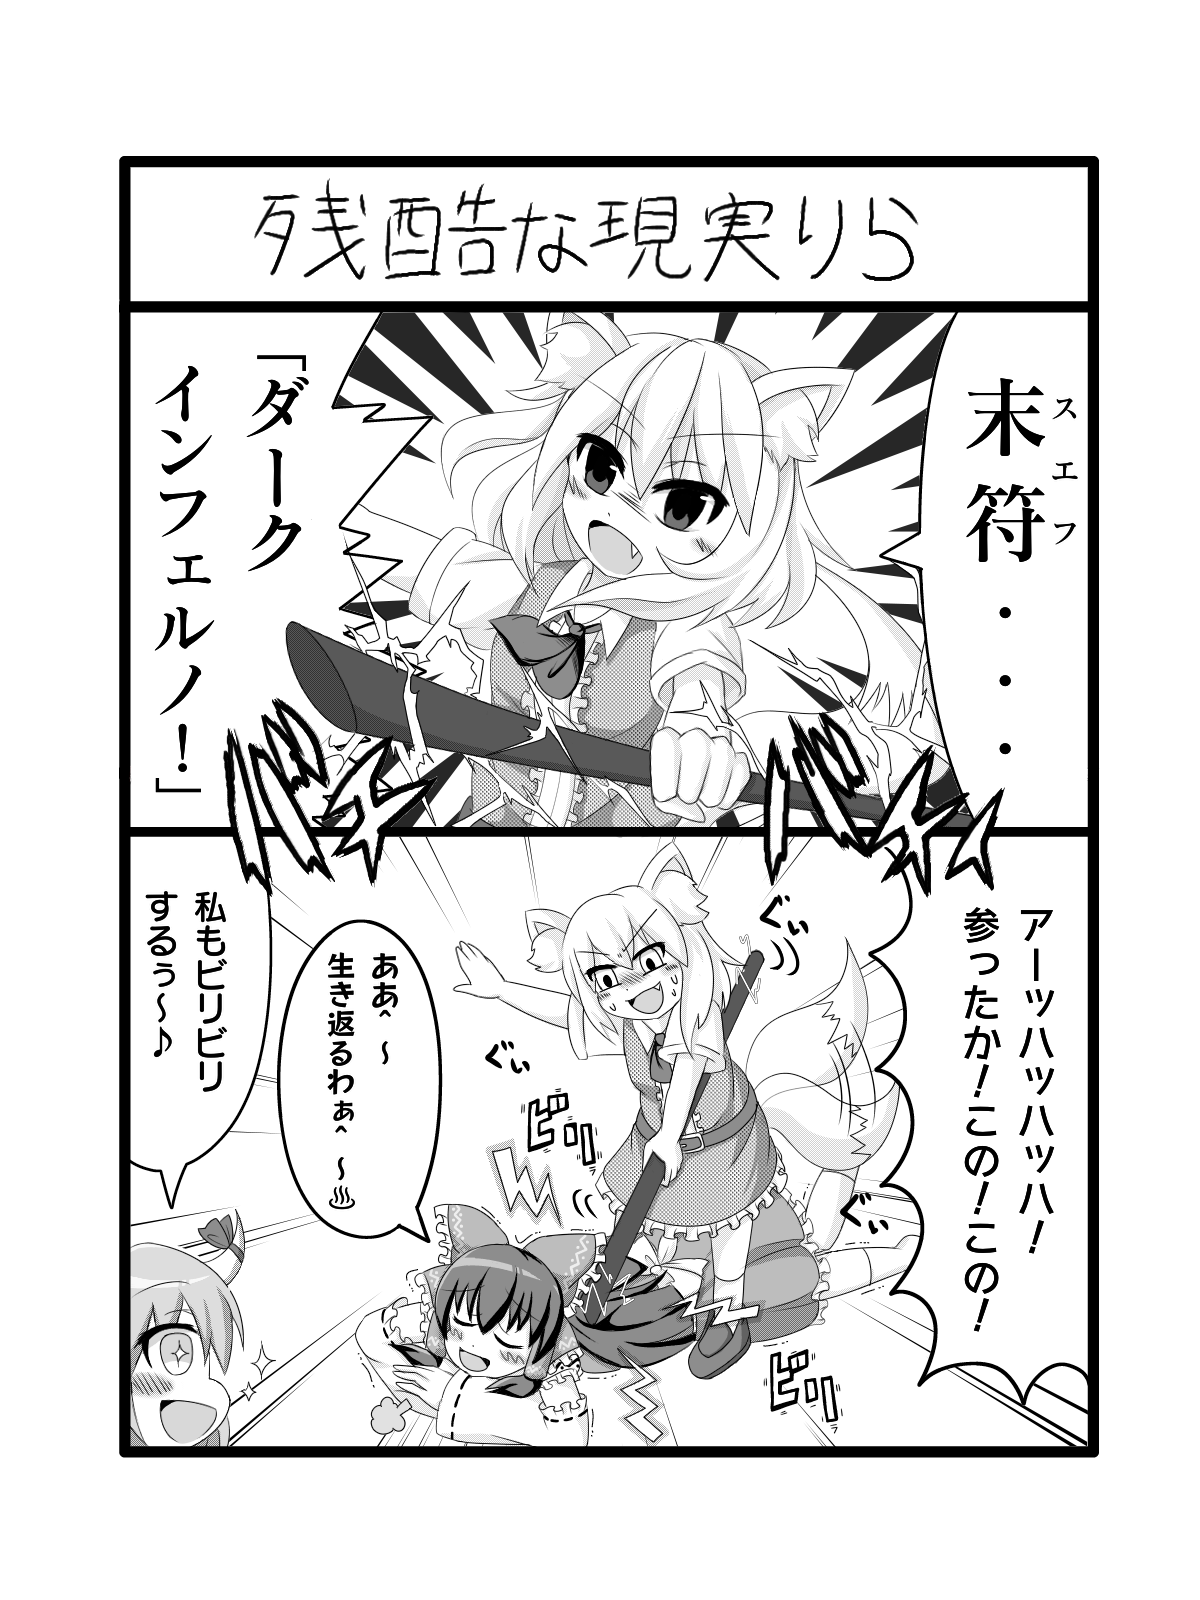 残酷な現実りら
末符・・・
スエフ
「ダーク
インフェルノ！」
バチ
バチィ
アーッハッハッハッハ！
参ったか！この！この！
ぐぃ
ぐぃ
ぐぃ
ビリ
ビリ
ああ～
生き返るわぁ～♨
私もビリビリ
するぅ～♪